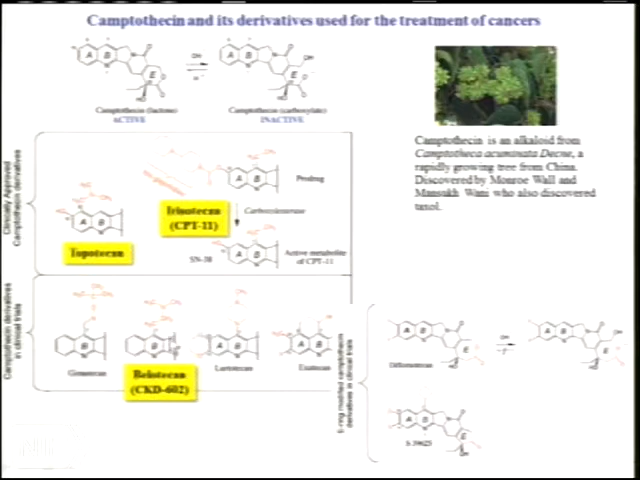 Camptothecin and its derivatives used for the treatment of cancers
Camptothecin (lactone)
ACTIVE
Camptothecin (carboxylate)
INACTIVE
Camptothecin is an alkaloid from
Camptotheca acuminata Decne, a
rapidly growing tree from China.
Discovered by Monroe Wall and
Mansukh Wani who also discovered
taxol.
Clinically Approved
Camptothecin derivatives
Topotecan
Irinotecan
(CPT-11)
Prodrug
Carboxylesterase
SN-38
Active metabolite
of CPT-11
Camptothecin derivatives
in clinical trials
Gimatecan
Belotecan
(CKD-602)
Lurtotecan
Exatecan
E-ring modified camptothecin
derivatives in clinical trials
Diflomotecan
S 39625